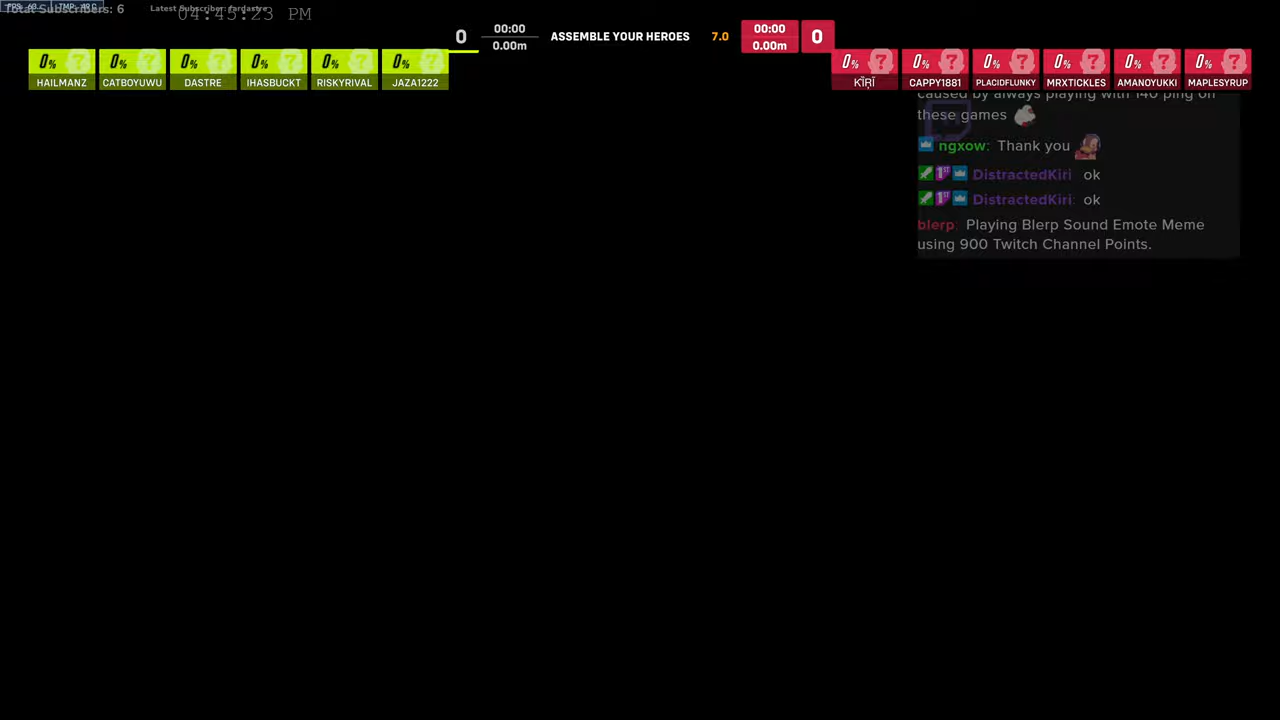 Total Subscribers: 6
Latest Subscriber: fardastre
04:45:23 PM
0
00:00
0.00m
ASSEMBLE YOUR HEROES
7.0
00:00
0.00m
0
0% 0% 0% 0% 0% 0%
HAILMANZ CATBOYUWU DASTRE IHASBUCKT RISKYRIVAL JAZA1222
0% 0% 0% 0% 0% 0%
CAPPY1881 PLACIDFLUNKY MRXTICKLES AMANOYUKKI MAPLESYRUP
caused by always playing with 140 ping on
these games
ngxow: Thank you
DistractedKiri ok
DistractedKiri: ok
blerp: Playing Blerp Sound Emote Meme
using 900 Twitch Channel Points.